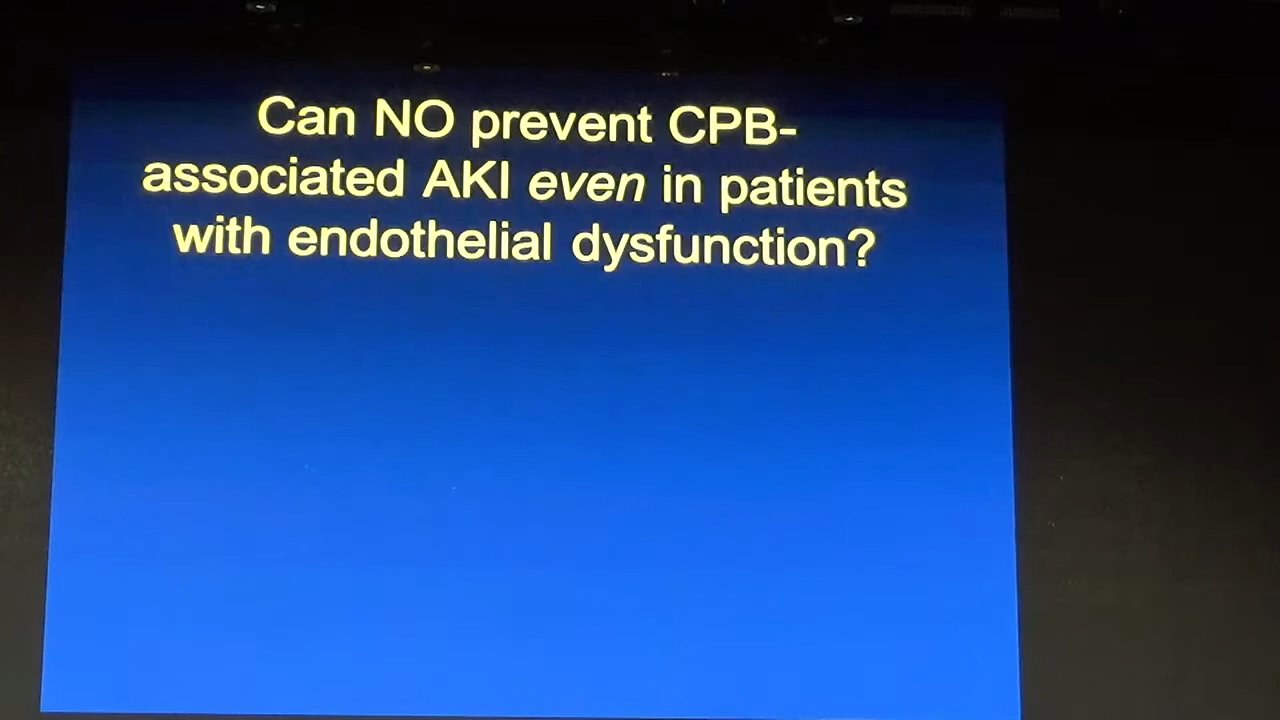 Can NO prevent CPB-
associated AKI even in patients
with endothelial dysfunction?